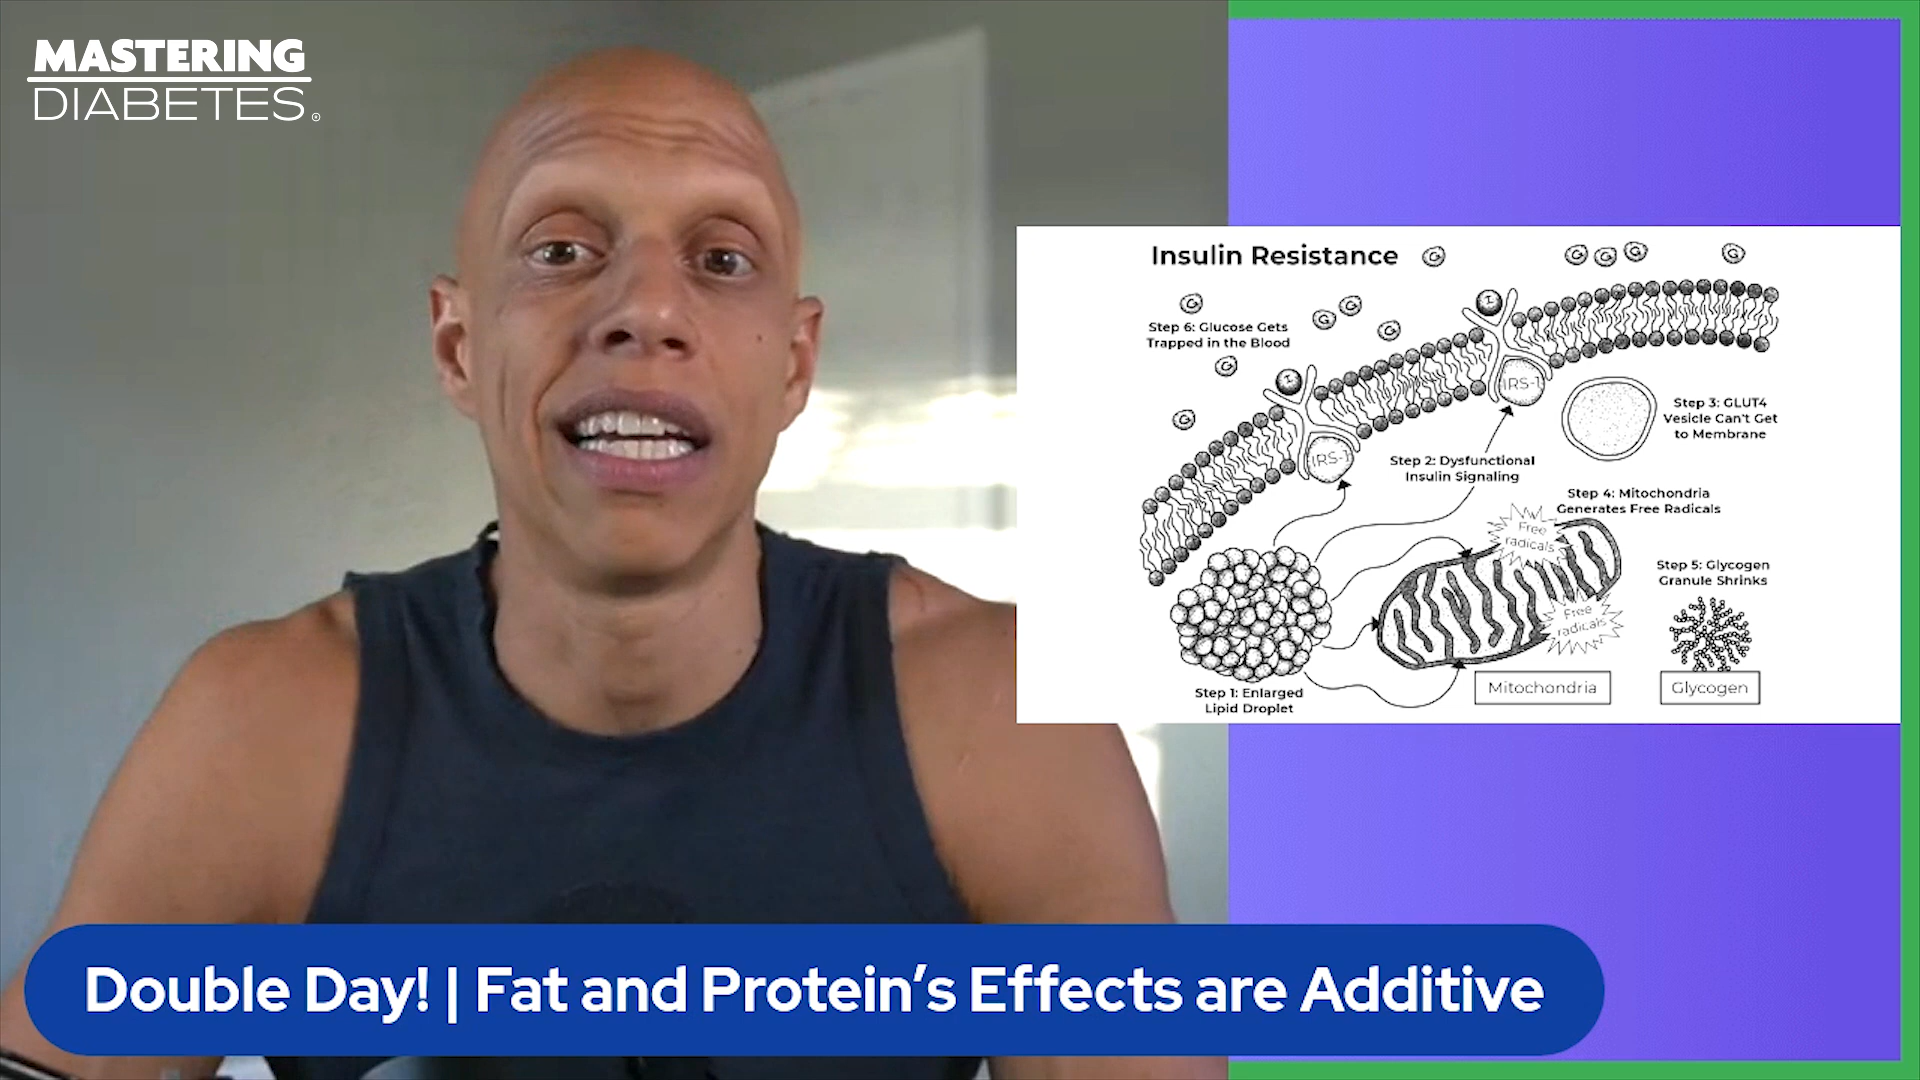 MASTERING
DIABETES®
Insulin Resistance
G
G
G
G
G
G
G
G
G
G
G
I
I
Step 6: Glucose Gets
Trapped in the Blood
IRS-1
IRS-1
Step 3: GLUT4
Vesicle Can't Get
to Membrane
Step 2: Dysfunctional
Insulin Signaling
Step 4: Mitochondria
Generates Free Radicals
Free
radicals
Free
radicals
Step 5: Glycogen
Granule Shrinks
Mitochondria
Glycogen
Step 1: Enlarged
Lipid Droplet
Double Day! | Fat and Protein’s Effects are Additive